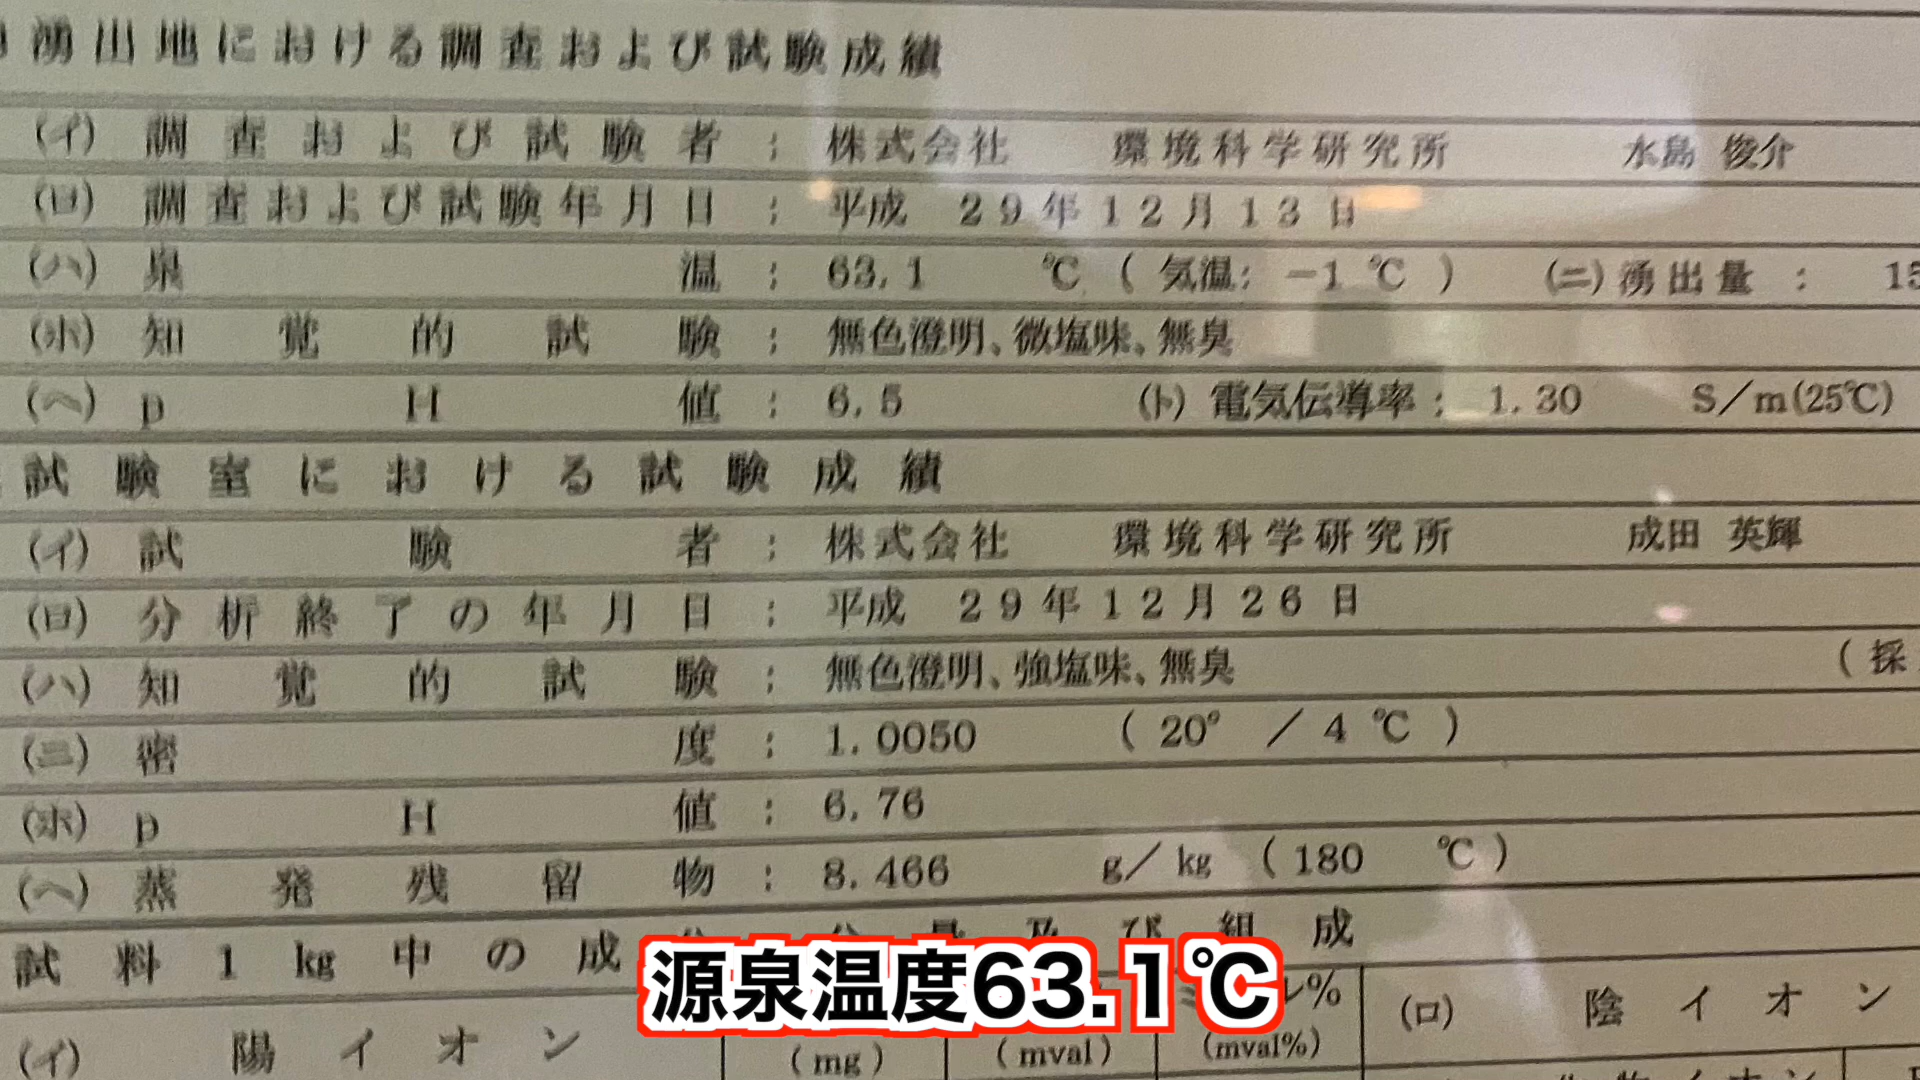 湧出地における調査および試験成績
(イ) 調査および試験者 : 株式会社 環境科学研究所 水島 俊介
(ロ) 調査および試験年月日 : 平成 29年12月13日
(ハ) 泉温 : 63.1 ℃ ( 気温: -1 ℃ ) (ニ) 湧出量 : 15
(ホ) 知覚的試験 : 無色澄明、微塩味、無臭
(ヘ) pH値 : 6.5 (ト) 電気伝導率 : 1.30 S/m(25℃)
試験室における試験成績
(イ) 試験者 : 株式会社 環境科学研究所 成田 英輝
(ロ) 分析終了の年月日 : 平成 29年12月26日
(ハ) 知覚的試験 : 無色澄明、強塩味、無臭 (採
(ニ) 密度 : 1.0050 ( 20° / 4 ℃ )
(ホ) pH値 : 6.76
(ヘ) 蒸発残留物 : 8.466 g/kg (180 ℃)
試料1kg中の成 及び組成
源泉温度63.1℃
(イ) 陽イオン (mg) (mval) (mval%) (ロ) 陰イオン